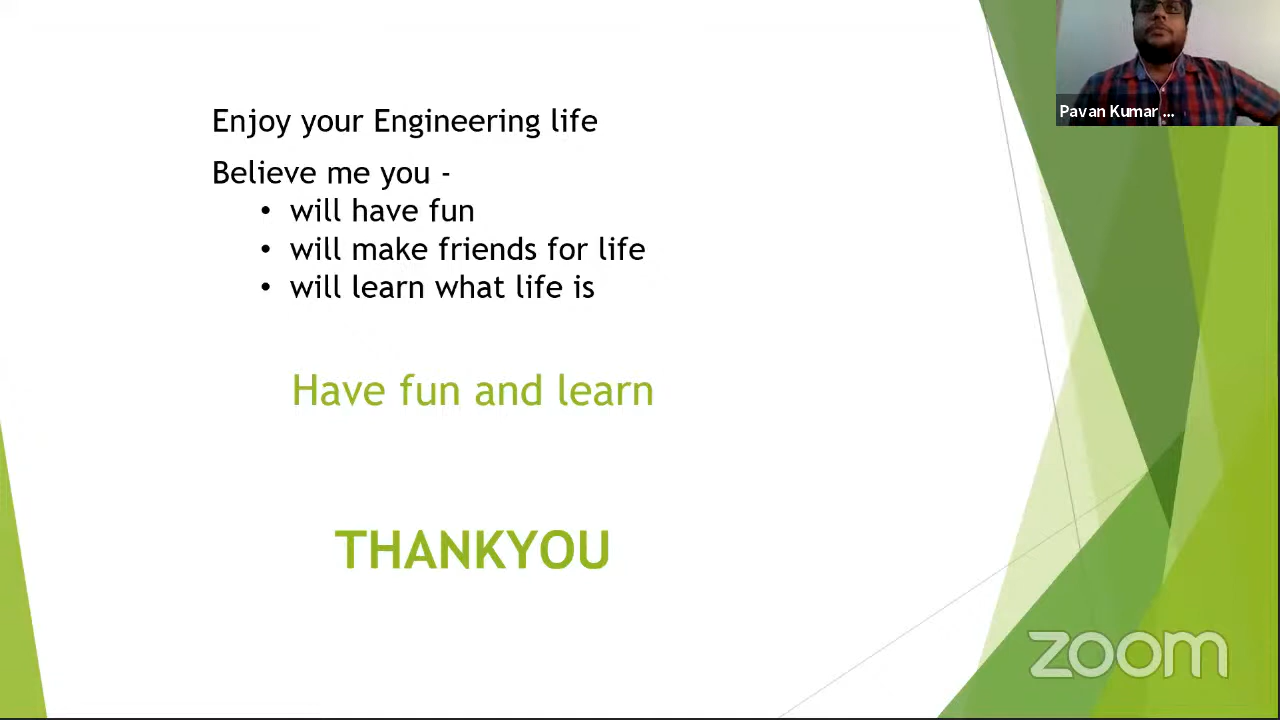 Enjoy your Engineering life
Believe me you -
• will have fun
• will make friends for life
• will learn what life is
Have fun and learn
THANKYOU
Pavan Kumar ...
zoom